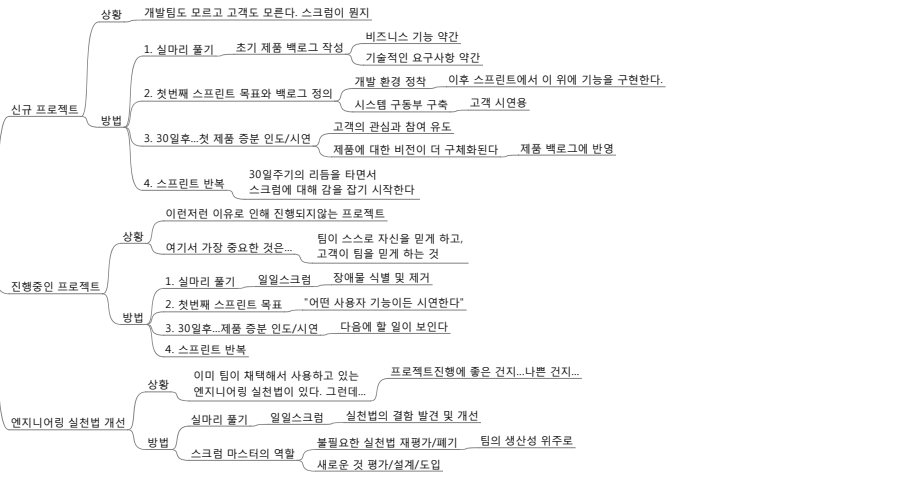 신규 프로젝트
상황
개발팀도 모르고 고객도 모른다. 스크럼이 뭔지
방법
1. 실마리 풀기
초기 제품 백로그 작성
비즈니스 기능 약간
기술적인 요구사항 약간
2. 첫번째 스프린트 목표와 백로그 정의
개발 환경 정착
이후 스프린트에서 이 위에 기능을 구현한다.
시스템 구동부 구축
고객 시연용
3. 30일후...첫 제품 증분 인도/시연
고객의 관심과 참여 유도
제품에 대한 비전이 더 구체화된다
제품 백로그에 반영
4. 스프린트 반복
30일주기의 리듬을 타면서
스크럼에 대해 감을 잡기 시작한다
진행중인 프로젝트
상황
이런저런 이유로 인해 진행되지않는 프로젝트
여기서 가장 중요한 것은...
팀이 스스로 자신을 믿게 하고,
고객이 팀을 믿게 하는 것
방법
1. 실마리 풀기
일일스크럼
장애물 식별 및 제거
2. 첫번째 스프린트 목표
"어떤 사용자 기능이든 시연한다"
3. 30일후...제품 증분 인도/시연
다음에 할 일이 보인다
4. 스프린트 반복
엔지니어링 실천법 개선
상황
이미 팀이 채택해서 사용하고 있는
엔지니어링 실천법이 있다. 그런데...
프로젝트진행에 좋은 건지...나쁜 건지...
방법
실마리 풀기
일일스크럼
실천법의 결함 발견 및 개선
스크럼 마스터의 역할
불필요한 실천법 재평가/폐기
팀의 생산성 위주로
새로운 것 평가/설계/도입